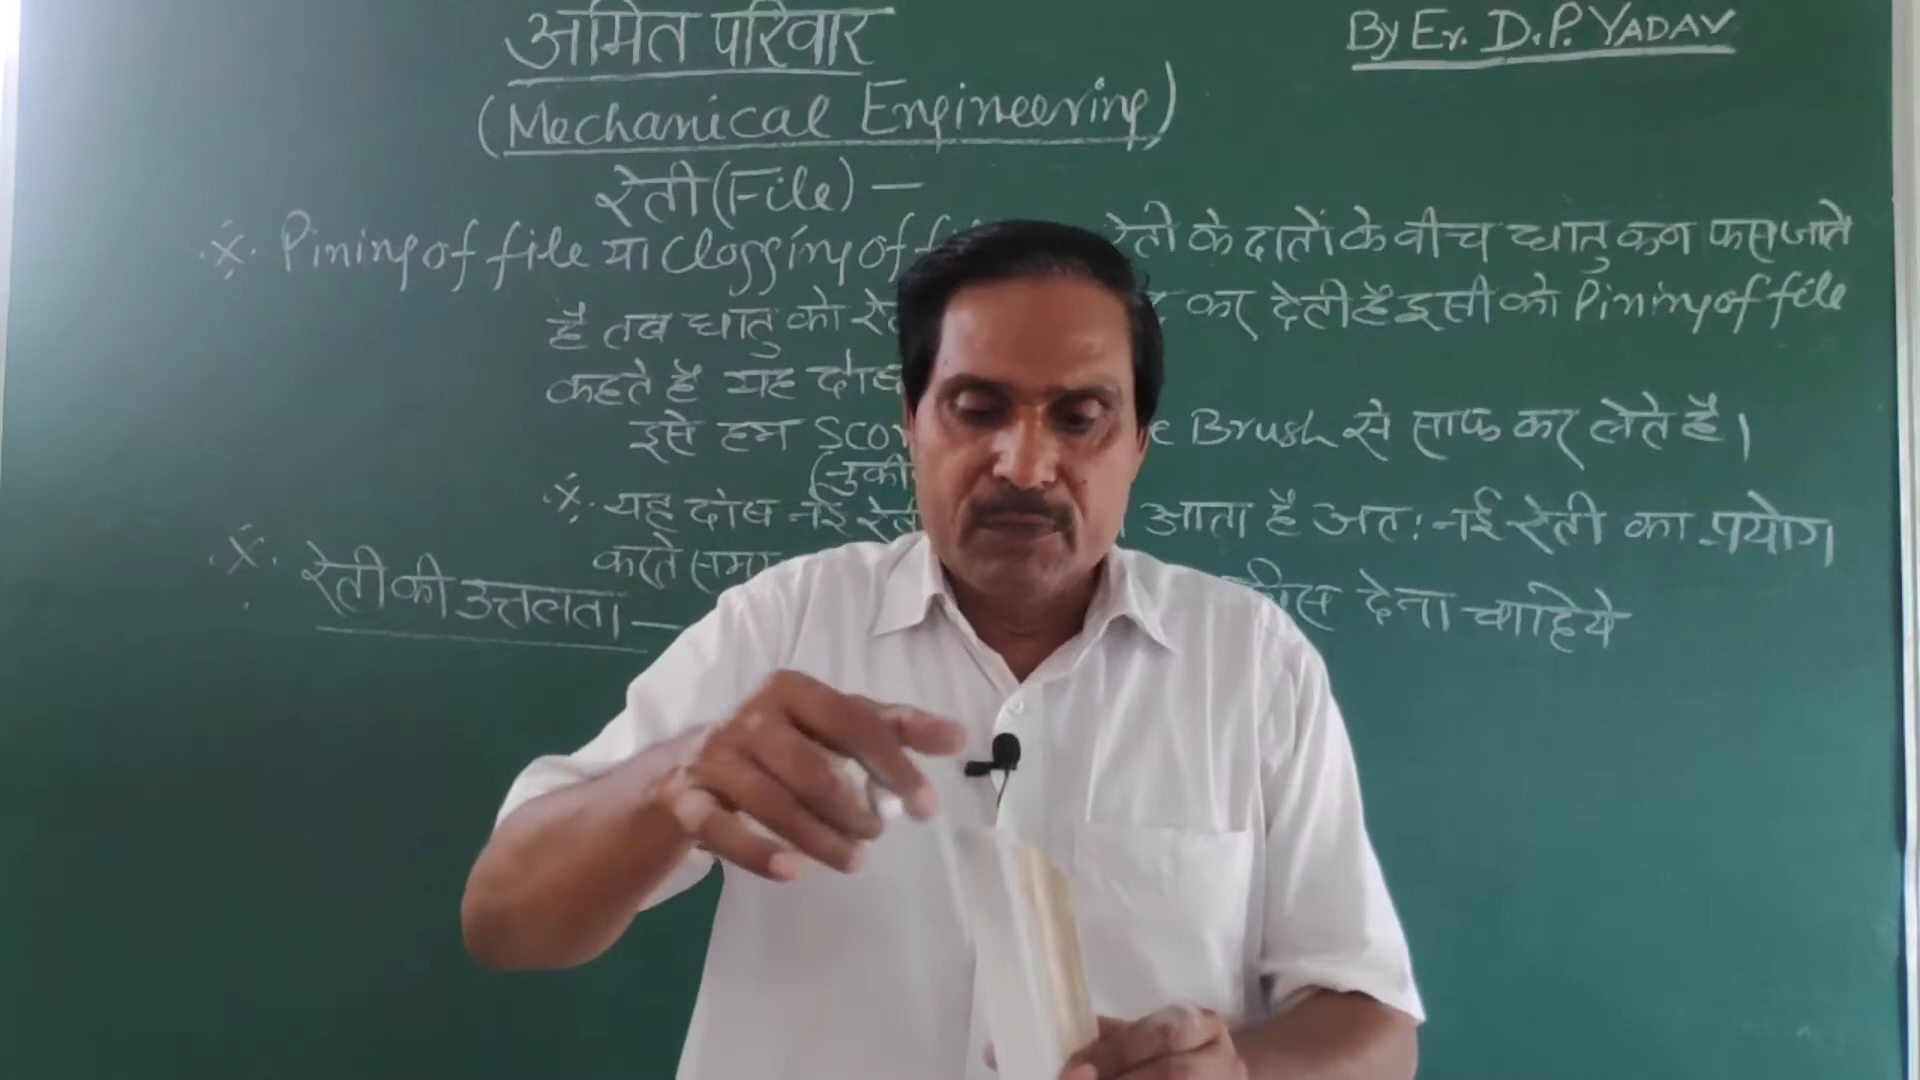 अमित परिवार
By Er. D.P. YADAV
(Mechanical Engineering)
रेती (File) —
Pining of file या Clogging of रेती के दातों के बीच धातु कन फस जाते
है तब धातु को कर देती है इसी को Pining of file
कहते है यह दोष
इसे हम Brush से साफ कर लेते है।
यह दोष नई आता है अत: नई रेती का प्रयोग
करते समय देना चाहिये
रेती की उत्तलता —